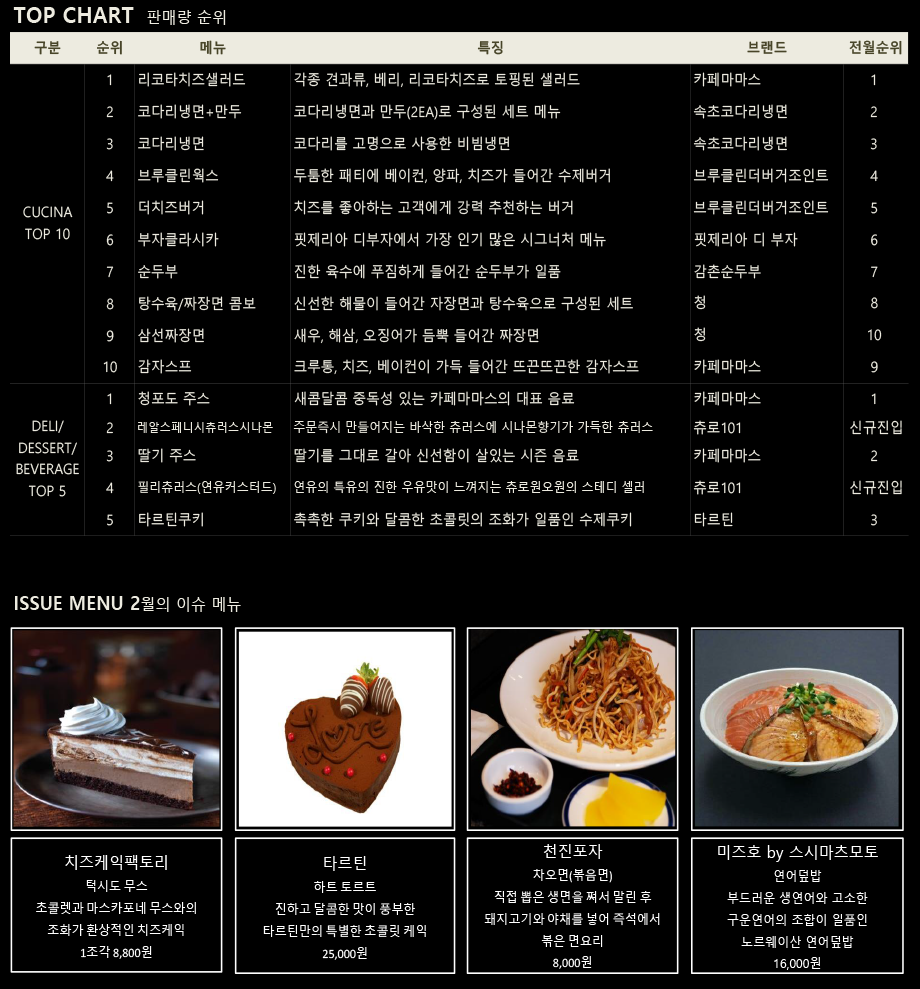 TOP CHART 판매량 순위
구분 순위 메뉴 특징 브랜드 전월순위
CUCINA TOP 10
1 리코타치즈샐러드 각종 견과류, 베리, 리코타치즈로 토핑된 샐러드 카페마마스 1
2 코다리냉면+만두 코다리냉면과 만두(2EA)로 구성된 세트 메뉴 속초코다리냉면 2
3 코다리냉면 코다리를 고명으로 사용한 비빔냉면 속초코다리냉면 3
4 브루클린웍스 두툼한 패티에 베이컨, 양파, 치즈가 들어간 수제버거 브루클린더버거조인트 4
5 더치즈버거 치즈를 좋아하는 고객에게 강력 추천하는 버거 브루클린더버거조인트 5
6 부자클라시카 핏제리아 디부자에서 가장 인기 많은 시그너처 메뉴 핏제리아 디 부자 6
7 순두부 진한 육수에 푸짐하게 들어간 순두부가 일품 감촌순두부 7
8 탕수육/짜장면 콤보 신선한 해물이 들어간 자장면과 탕수육으로 구성된 세트 청 8
9 삼선짜장면 새우, 해삼, 오징어가 듬뿍 들어간 짜장면 청 10
10 감자스프 크루통, 치즈, 베이컨이 가득 들어간 뜨끈뜨끈한 감자스프 카페마마스 9
DELI/ DESSERT/ BEVERAGE TOP 5
1 청포도 주스 새콤달콤 중독성 있는 카페마마스의 대표 음료 카페마마스 1
2 레알스페니시츄러스시나몬 주문즉시 만들어지는 바삭한 츄러스에 시나몬향기가 가득한 츄러스 츄로101 신규진입
3 딸기 주스 딸기를 그대로 갈아 신선함이 살있는 시즌 음료 카페마마스 2
4 필리츄러스(연유커스터드) 연유의 특유의 진한 우유맛이 느껴지는 츄로원오원의 스테디 셀러 츄로101 신규진입
5 타르틴쿠키 촉촉한 쿠키와 달콤한 초콜릿의 조화가 일품인 수제쿠키 타르틴 3
ISSUE MENU 2월의 이슈 메뉴
Love
치즈케익팩토리
턱시도 무스
초콜렛과 마스카포네 무스와의
조화가 환상적인 치즈케익
1조각 8,800원
타르틴
하트 토르트
진하고 달콤한 맛이 풍부한
타르틴만의 특별한 초콜릿 케익
25,000원
천진포자
차오면(볶음면)
직접 뽑은 생면을 쪄서 말린 후
돼지고기와 야채를 넣어 즉석에서
볶은 면요리
8,000원
미즈호 by 스시마츠모토
연어덮밥
부드러운 생연어와 고소한
구운연어의 조합이 일품인
노르웨이산 연어덮밥
16,000원